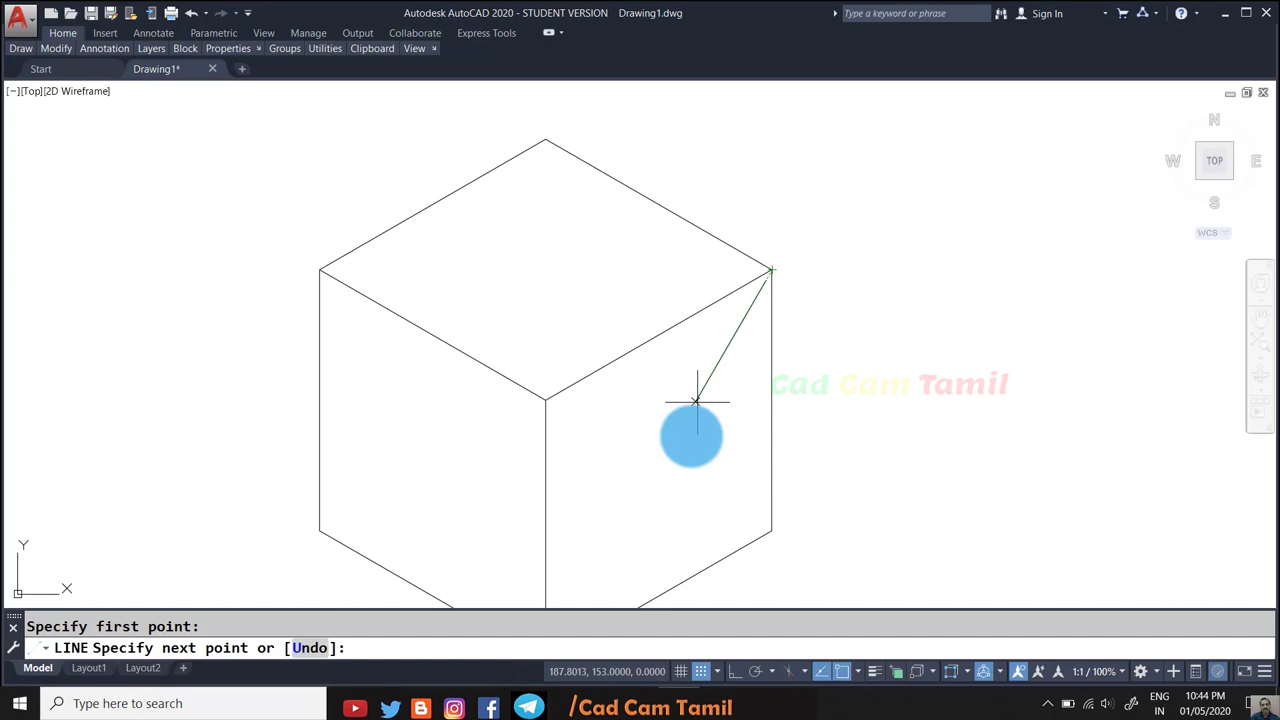 Autodesk AutoCAD 2020 - STUDENT VERSION Drawing1.dwg
Type a keyword or phrase
Sign In
Home Insert Annotate Parametric View Manage Output Collaborate Express Tools
Draw Modify Annotation Layers Block Properties Groups Utilities Clipboard View
Start Drawing1*
[−][Top][2D Wireframe]
N
W TOP E
S
WCS
Cad Cam Tamil
Y
X
Specify first point:
LINE Specify next point or [Undo]:
Model Layout1 Layout2
187.8013, 153.0000, 0.0000
1:1 / 100%
Type here to search
/Cad Cam Tamil
ENG
IN
10:44 PM
01/05/2020